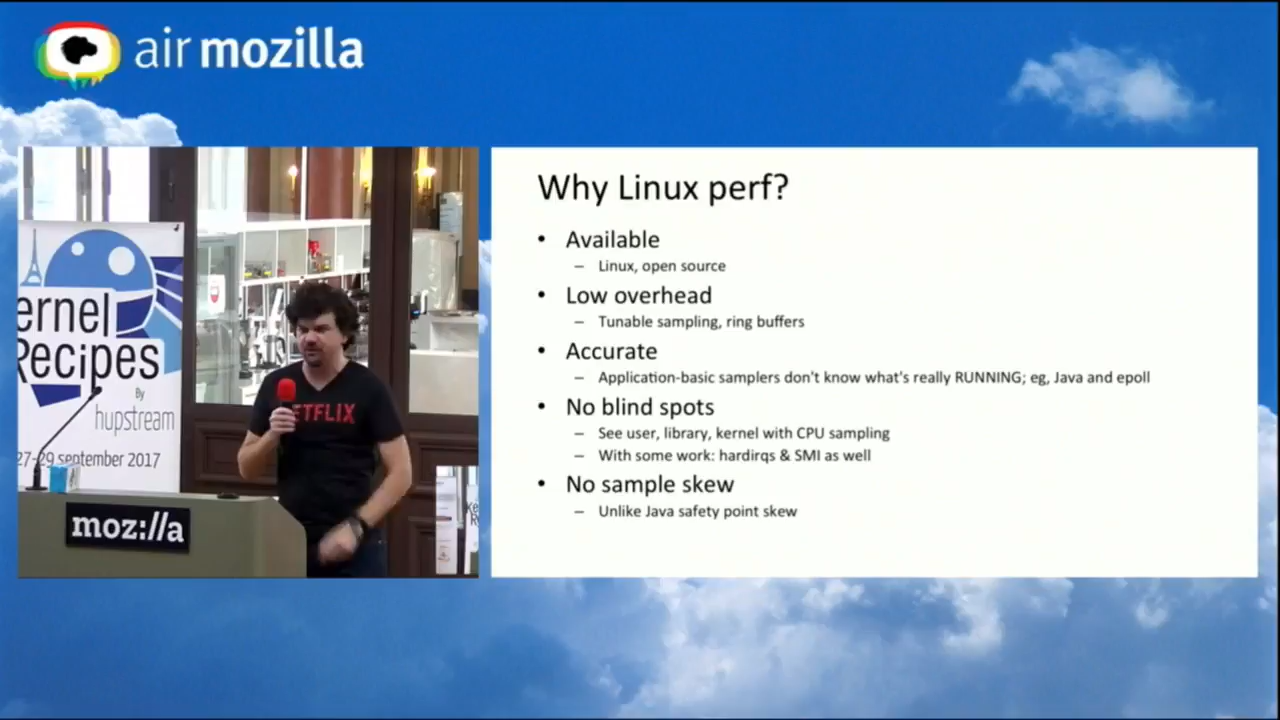 air mozilla
ernel
Recipes
By
hupstream
27-29 september 2017
moz://a
ETFLIX
Why Linux perf?
• Available
– Linux, open source
• Low overhead
– Tunable sampling, ring buffers
• Accurate
– Application-basic samplers don't know what's really RUNNING; eg, Java and epoll
• No blind spots
– See user, library, kernel with CPU sampling
– With some work: hardirqs & SMI as well
• No sample skew
– Unlike Java safety point skew